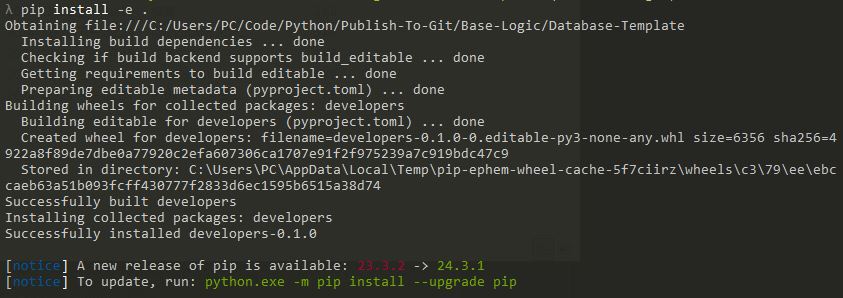 λ pip install -e .
Obtaining file:///C:/Users/PC/Code/Python/Publish-To-Git/Base-Logic/Database-Template
  Installing build dependencies ... done
  Checking if build backend supports build_editable ... done
  Getting requirements to build editable ... done
  Preparing editable metadata (pyproject.toml) ... done
Building wheels for collected packages: developers
  Building editable for developers (pyproject.toml) ... done
  Created wheel for developers: filename=developers-0.1.0-0.editable-py3-none-any.whl size=6356 sha256=4
922a8f89de7dbe0a77920c2efa607306ca1707e91f2f975239a7c919bdc47c9
  Stored in directory: C:\Users\PC\AppData\Local\Temp\pip-ephem-wheel-cache-5f7ciirz\wheels\c3\79\ee\ebc
caeb63a51b093fcff430777f2833d6ec1595b6515a38d74
Successfully built developers
Installing collected packages: developers
Successfully installed developers-0.1.0

[notice] A new release of pip is available: 23.3.2 -> 24.3.1
[notice] To update, run: python.exe -m pip install --upgrade pip